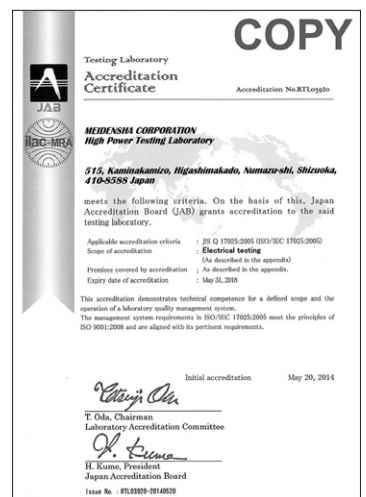 COPY
Testing Laboratory
Accreditation
Certificate
Accreditation No.RTL03920
JAB
ilac-MRA
MEIDENSHA CORPORATION
High Power Testing Laboratory
515, Kaminakamizo, Higashimakado, Numazu-shi, Shizuoka,
410-8588 Japan
meets the following criteria. On the basis of this, Japan
Accreditation Board (JAB) grants accreditation to the said
testing laboratory.
Applicable accreditation criteria : JIS Q 17025:2005 (ISO/IEC 17025:2005)
Scope of accreditation : Electrical testing
(As described in the appendix)
Premises covered by accreditation : As described in the appendix.
Expiry date of accreditation : May 31, 2018
This accreditation demonstrates technical competence for a defined scope and the
operation of a laboratory quality management system.
The management system requirements in ISO/IEC 17025:2005 meet the principles of
ISO 9001:2008 and are aligned with its pertinent requirements.
Initial accreditation May 20, 2014
T. Oda, Chairman
Laboratory Accreditation Committee
H. Kume
H. Kume, President
Japan Accreditation Board
Issue No. : RTL03920-20140520